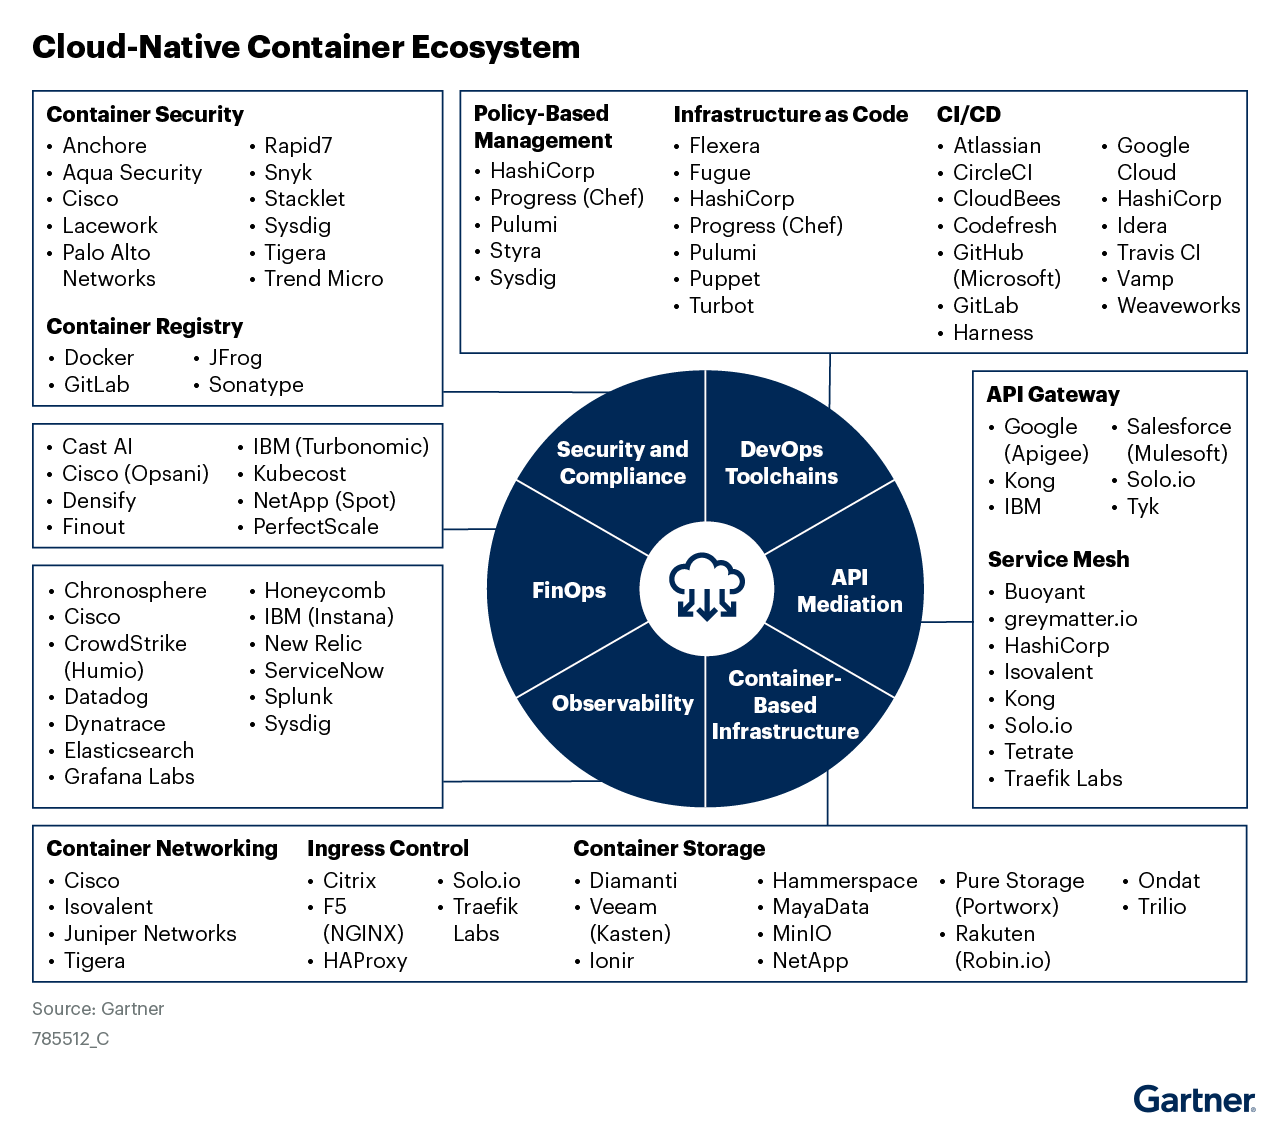 Cloud-Native Container Ecosystem
Container Security
• Anchore
• Aqua Security
• Cisco
• Lacework
• Palo Alto
Networks
• Rapid7
• Snyk
• Stacklet
• Sysdig
• Tigera
• Trend Micro
Container Registry
• Docker
• GitLab
• JFrog
• Sonatype
Policy-Based
Management
• HashiCorp
• Progress (Chef)
• Pulumi
• Styra
• Sysdig
Infrastructure as Code
• Flexera
• Fugue
• HashiCorp
• Progress (Chef)
• Pulumi
• Puppet
• Turbot
CI/CD
• Atlassian
• CircleCI
• CloudBees
• Codefresh
• GitHub
(Microsoft)
• GitLab
• Harness
• Google
Cloud
• HashiCorp
• Idera
• Travis CI
• Vamp
• Weaveworks
• Cast AI
• Cisco (Opsani)
• Densify
• Finout
• IBM (Turbonomic)
• Kubecost
• NetApp (Spot)
• PerfectScale
• Chronosphere
• Cisco
• CrowdStrike
(Humio)
• Datadog
• Dynatrace
• Elasticsearch
• Grafana Labs
• Honeycomb
• IBM (Instana)
• New Relic
• ServiceNow
• Splunk
• Sysdig
Security and
Compliance
DevOps
Toolchains
FinOps
API
Mediation
Observability
Container-
Based
Infrastructure
API Gateway
• Google
(Apigee)
• Kong
• IBM
• Salesforce
(Mulesoft)
• Solo.io
• Tyk
Service Mesh
• Buoyant
• greymatter.io
• HashiCorp
• Isovalent
• Kong
• Solo.io
• Tetrate
• Traefik Labs
Container Networking
• Cisco
• Isovalent
• Juniper Networks
• Tigera
Ingress Control
• Citrix
• F5
(NGINX)
• HAProxy
• Solo.io
• Traefik
Labs
Container Storage
• Diamanti
• Veeam
(Kasten)
• Ionir
• Hammerspace
• MayaData
• MinIO
• NetApp
• Pure Storage
(Portworx)
• Rakuten
(Robin.io)
• Ondat
• Trilio
Source: Gartner
785512_C
Gartner